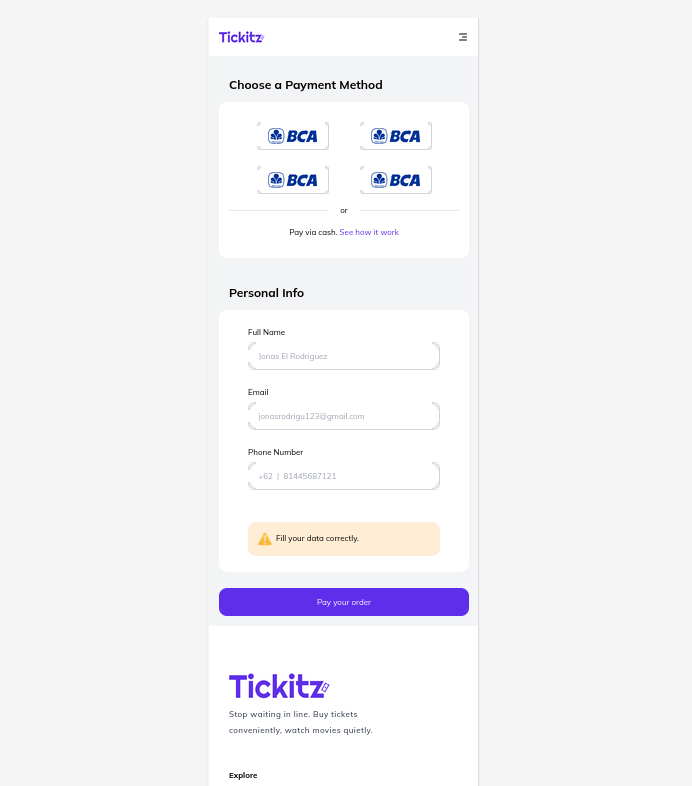 Tickitz
Choose a Payment Method
BCA
BCA
BCA
BCA
or
Pay via cash. See how it work
Personal Info
Full Name
Jonas El Rodriguez
Email
jonasrodrigu123@gmail.com
Phone Number
+62 | 81445687121
Fill your data correctly.
Pay your order
Tickitz
Stop waiting in line. Buy tickets
conveniently, watch movies quietly.
Explore